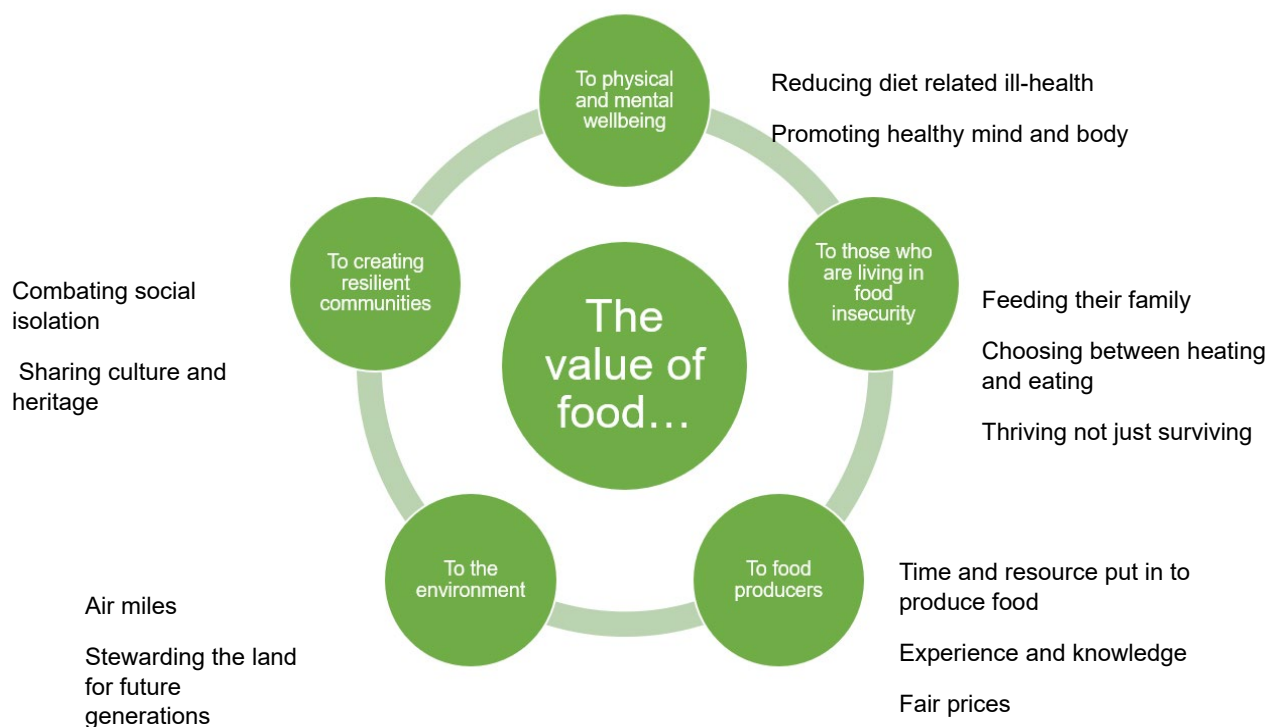 To physical
and mental
wellbeing
Reducing diet related ill-health
Promoting healthy mind and body
To those who
are living in
food
insecurity
Feeding their family
Choosing between heating
and eating
Thriving not just surviving
To food
producers
Time and resource put in to
produce food
Experience and knowledge
Fair prices
To the
environment
Air miles
Stewarding the land
for future
generations
To creating
resilient
communities
Combating social
isolation
Sharing culture and
heritage
The
value of
food…